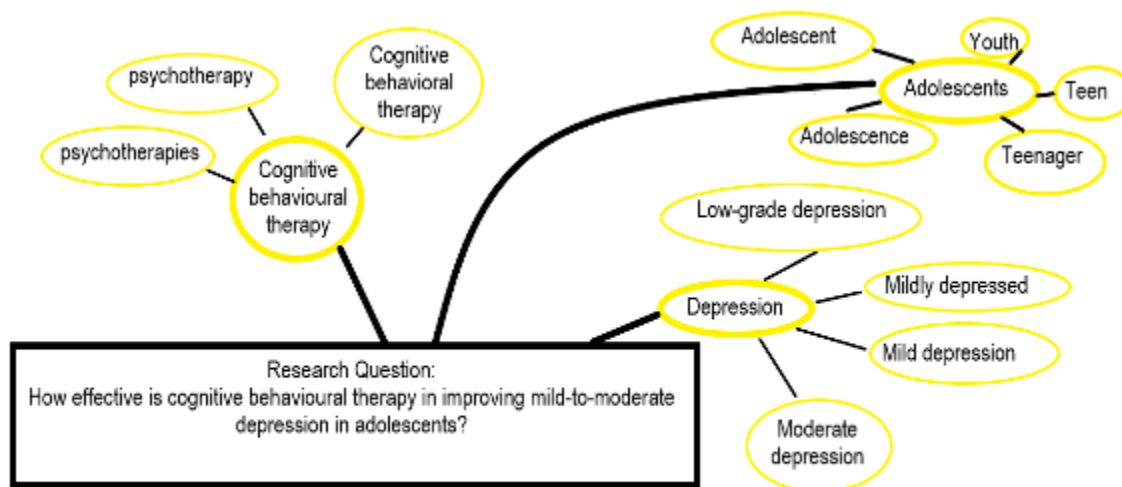 psychotherapy
psychotherapies
Cognitive
behavioral
therapy
Cognitive
behavioural
therapy
Adolescent
Youth
Adolescents
Teen
Adolescence
Teenager
Low-grade depression
Depression
Mildly depressed
Mild depression
Moderate
depression
Research Question:
How effective is cognitive behavioural therapy in improving mild-to-moderate
depression in adolescents?